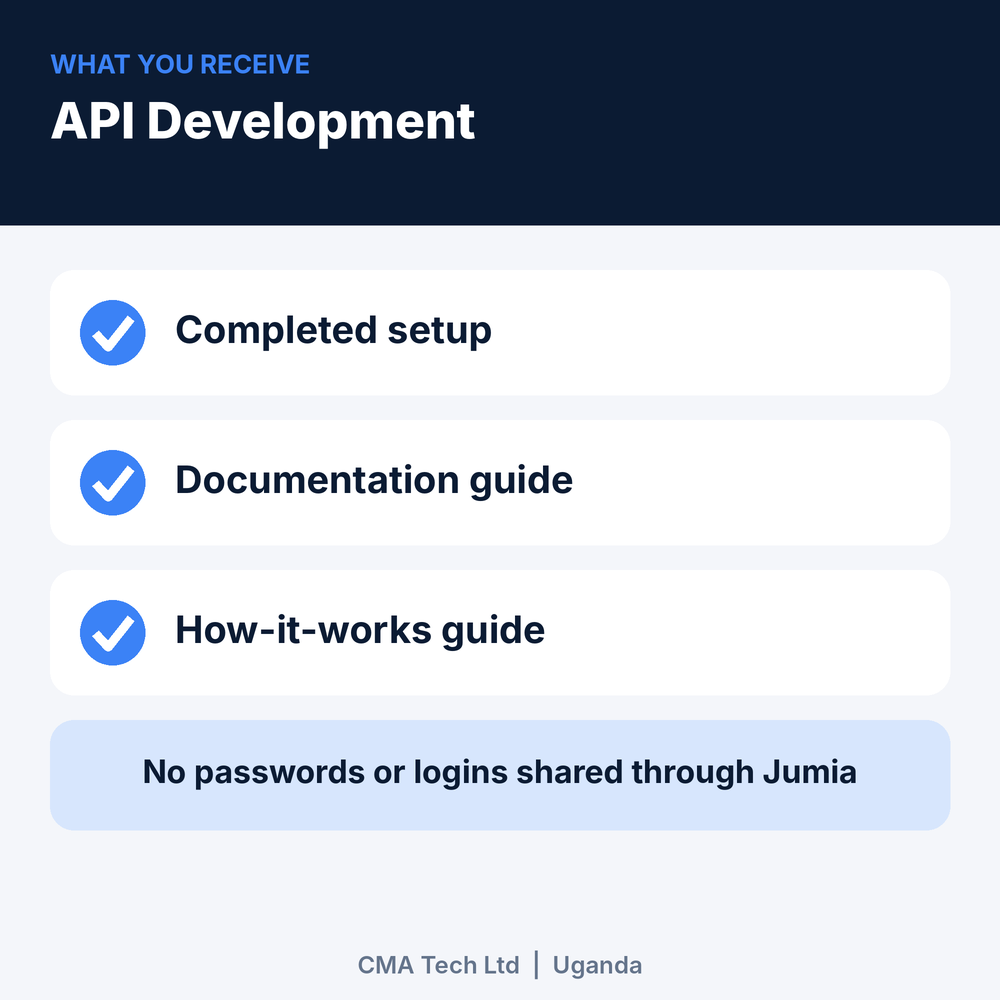 WHAT YOU RECEIVE
API Development
Completed setup
Documentation guide
How-it-works guide
No passwords or logins shared through Jumia
CMA Tech Ltd | Uganda